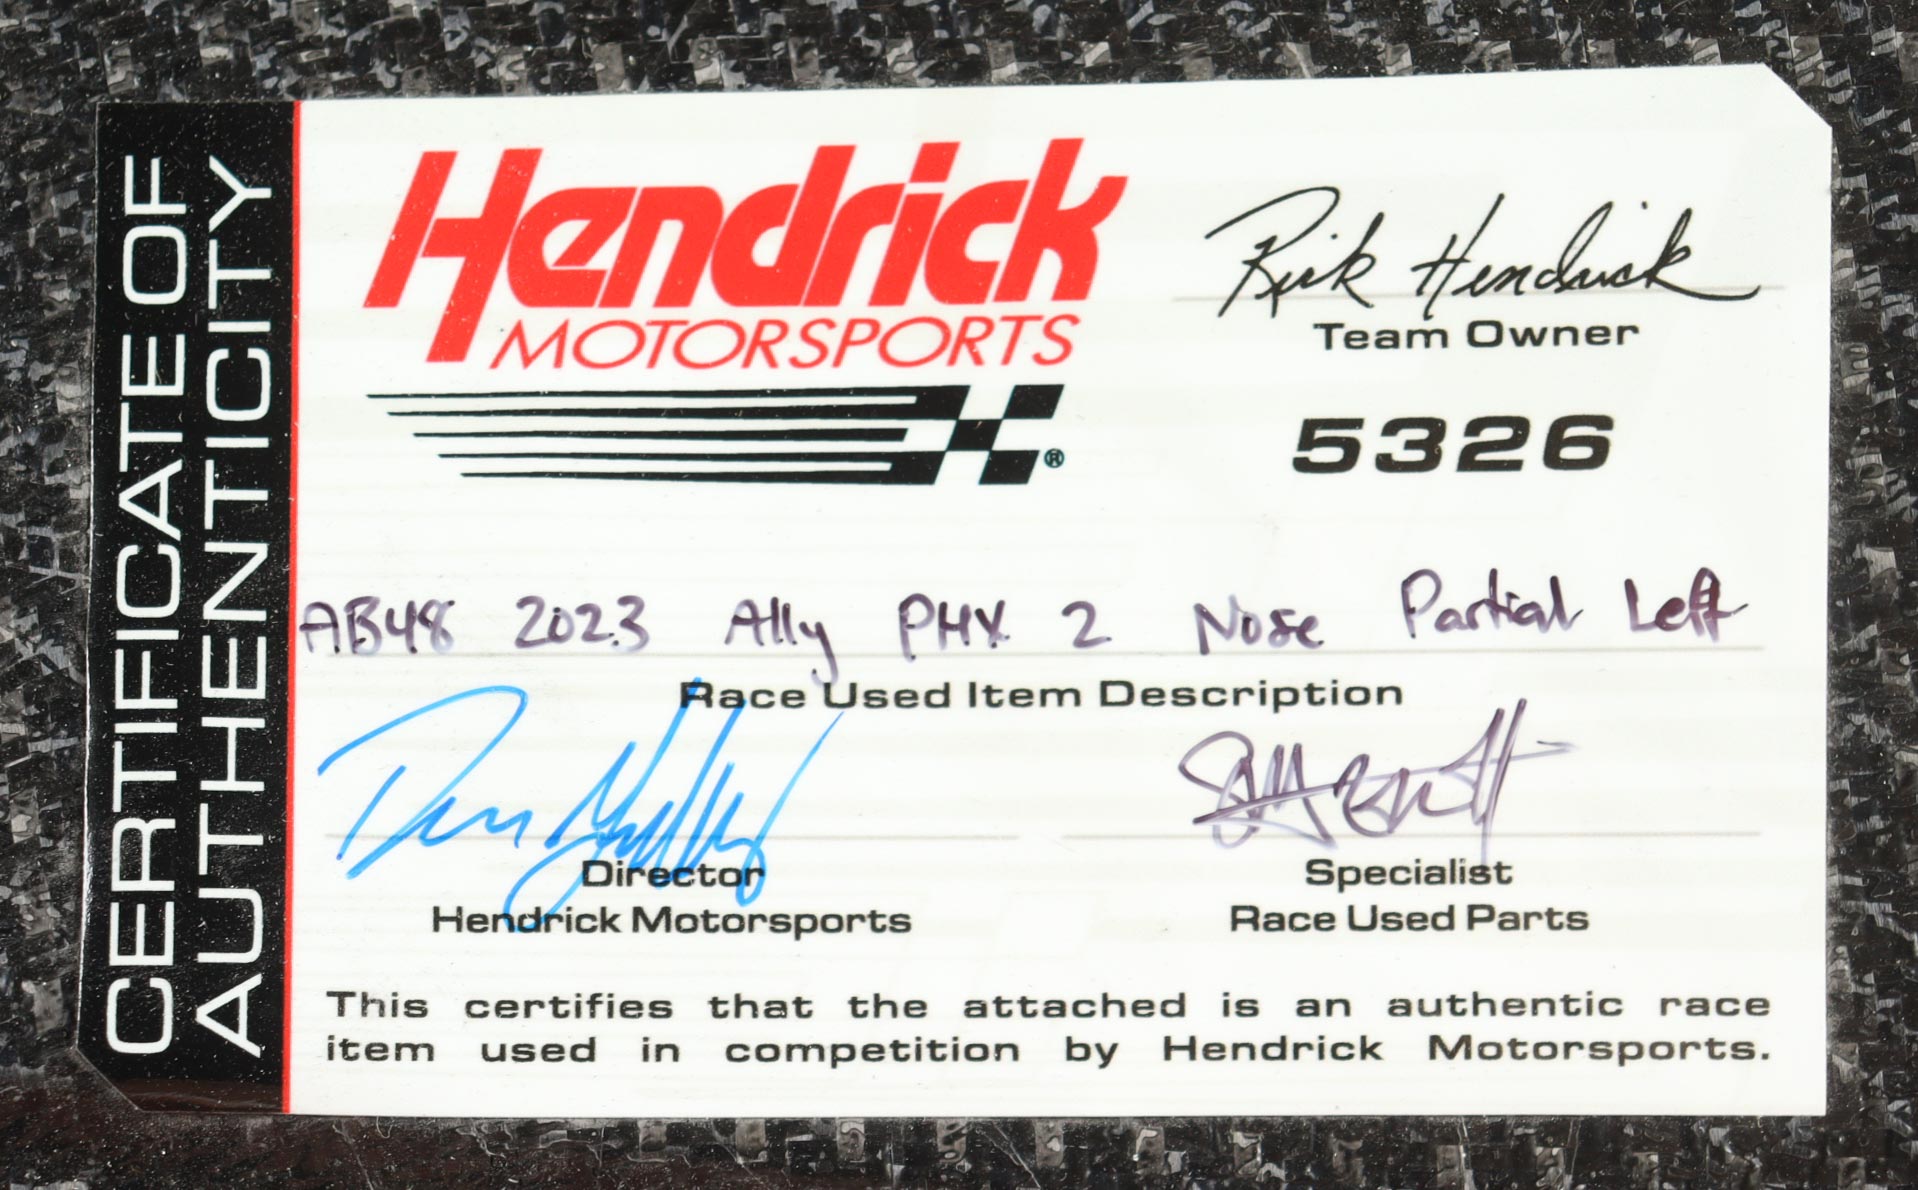 CERTIFICATE OF
AUTHENTICITY
Hendrick
MOTORSPORTS
®
Rick Hendrick
Team Owner
5326
AB48 2023 Ally PHX 2 Nose Partial Left
Race Used Item Description
Director
Hendrick Motorsports
Specialist
Race Used Parts
This certifies that the attached is an authentic race
item used in competition by Hendrick Motorsports.